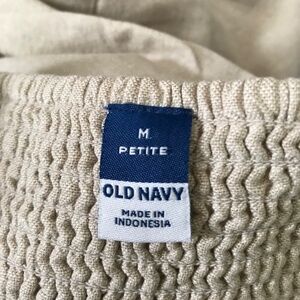 M
PETITE
OLD NAVY
MADE IN
INDONESIA